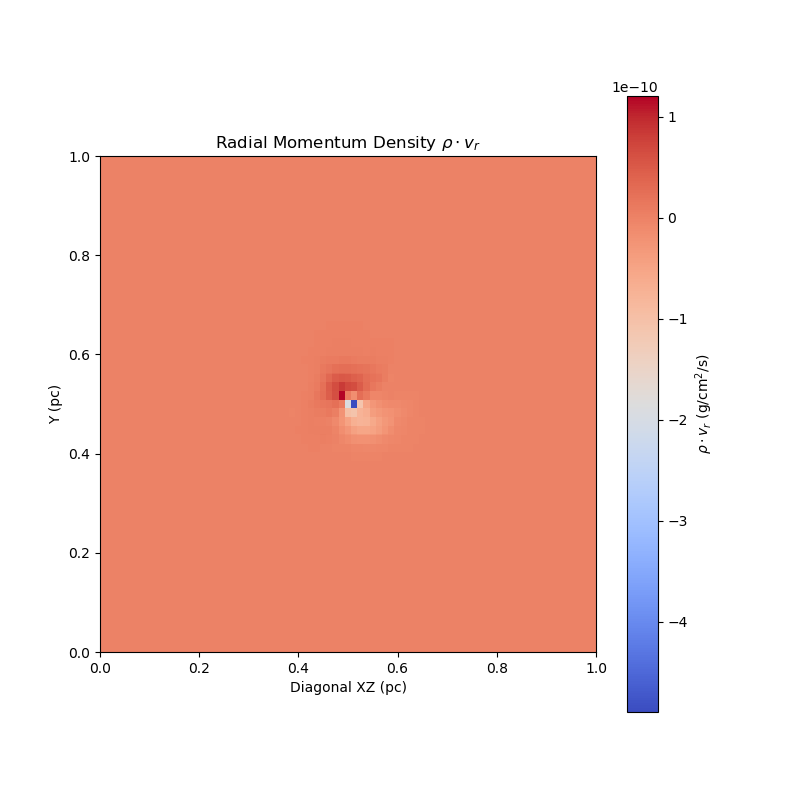 Radial Momentum Density ρ · v_r
1e−10
1
0
−1
−2
−3
−4
ρ · v_r (g/cm²/s)
1.0
0.8
0.6
0.4
0.2
0.0
Y (pc)
0.0 0.2 0.4 0.6 0.8 1.0
Diagonal XZ (pc)